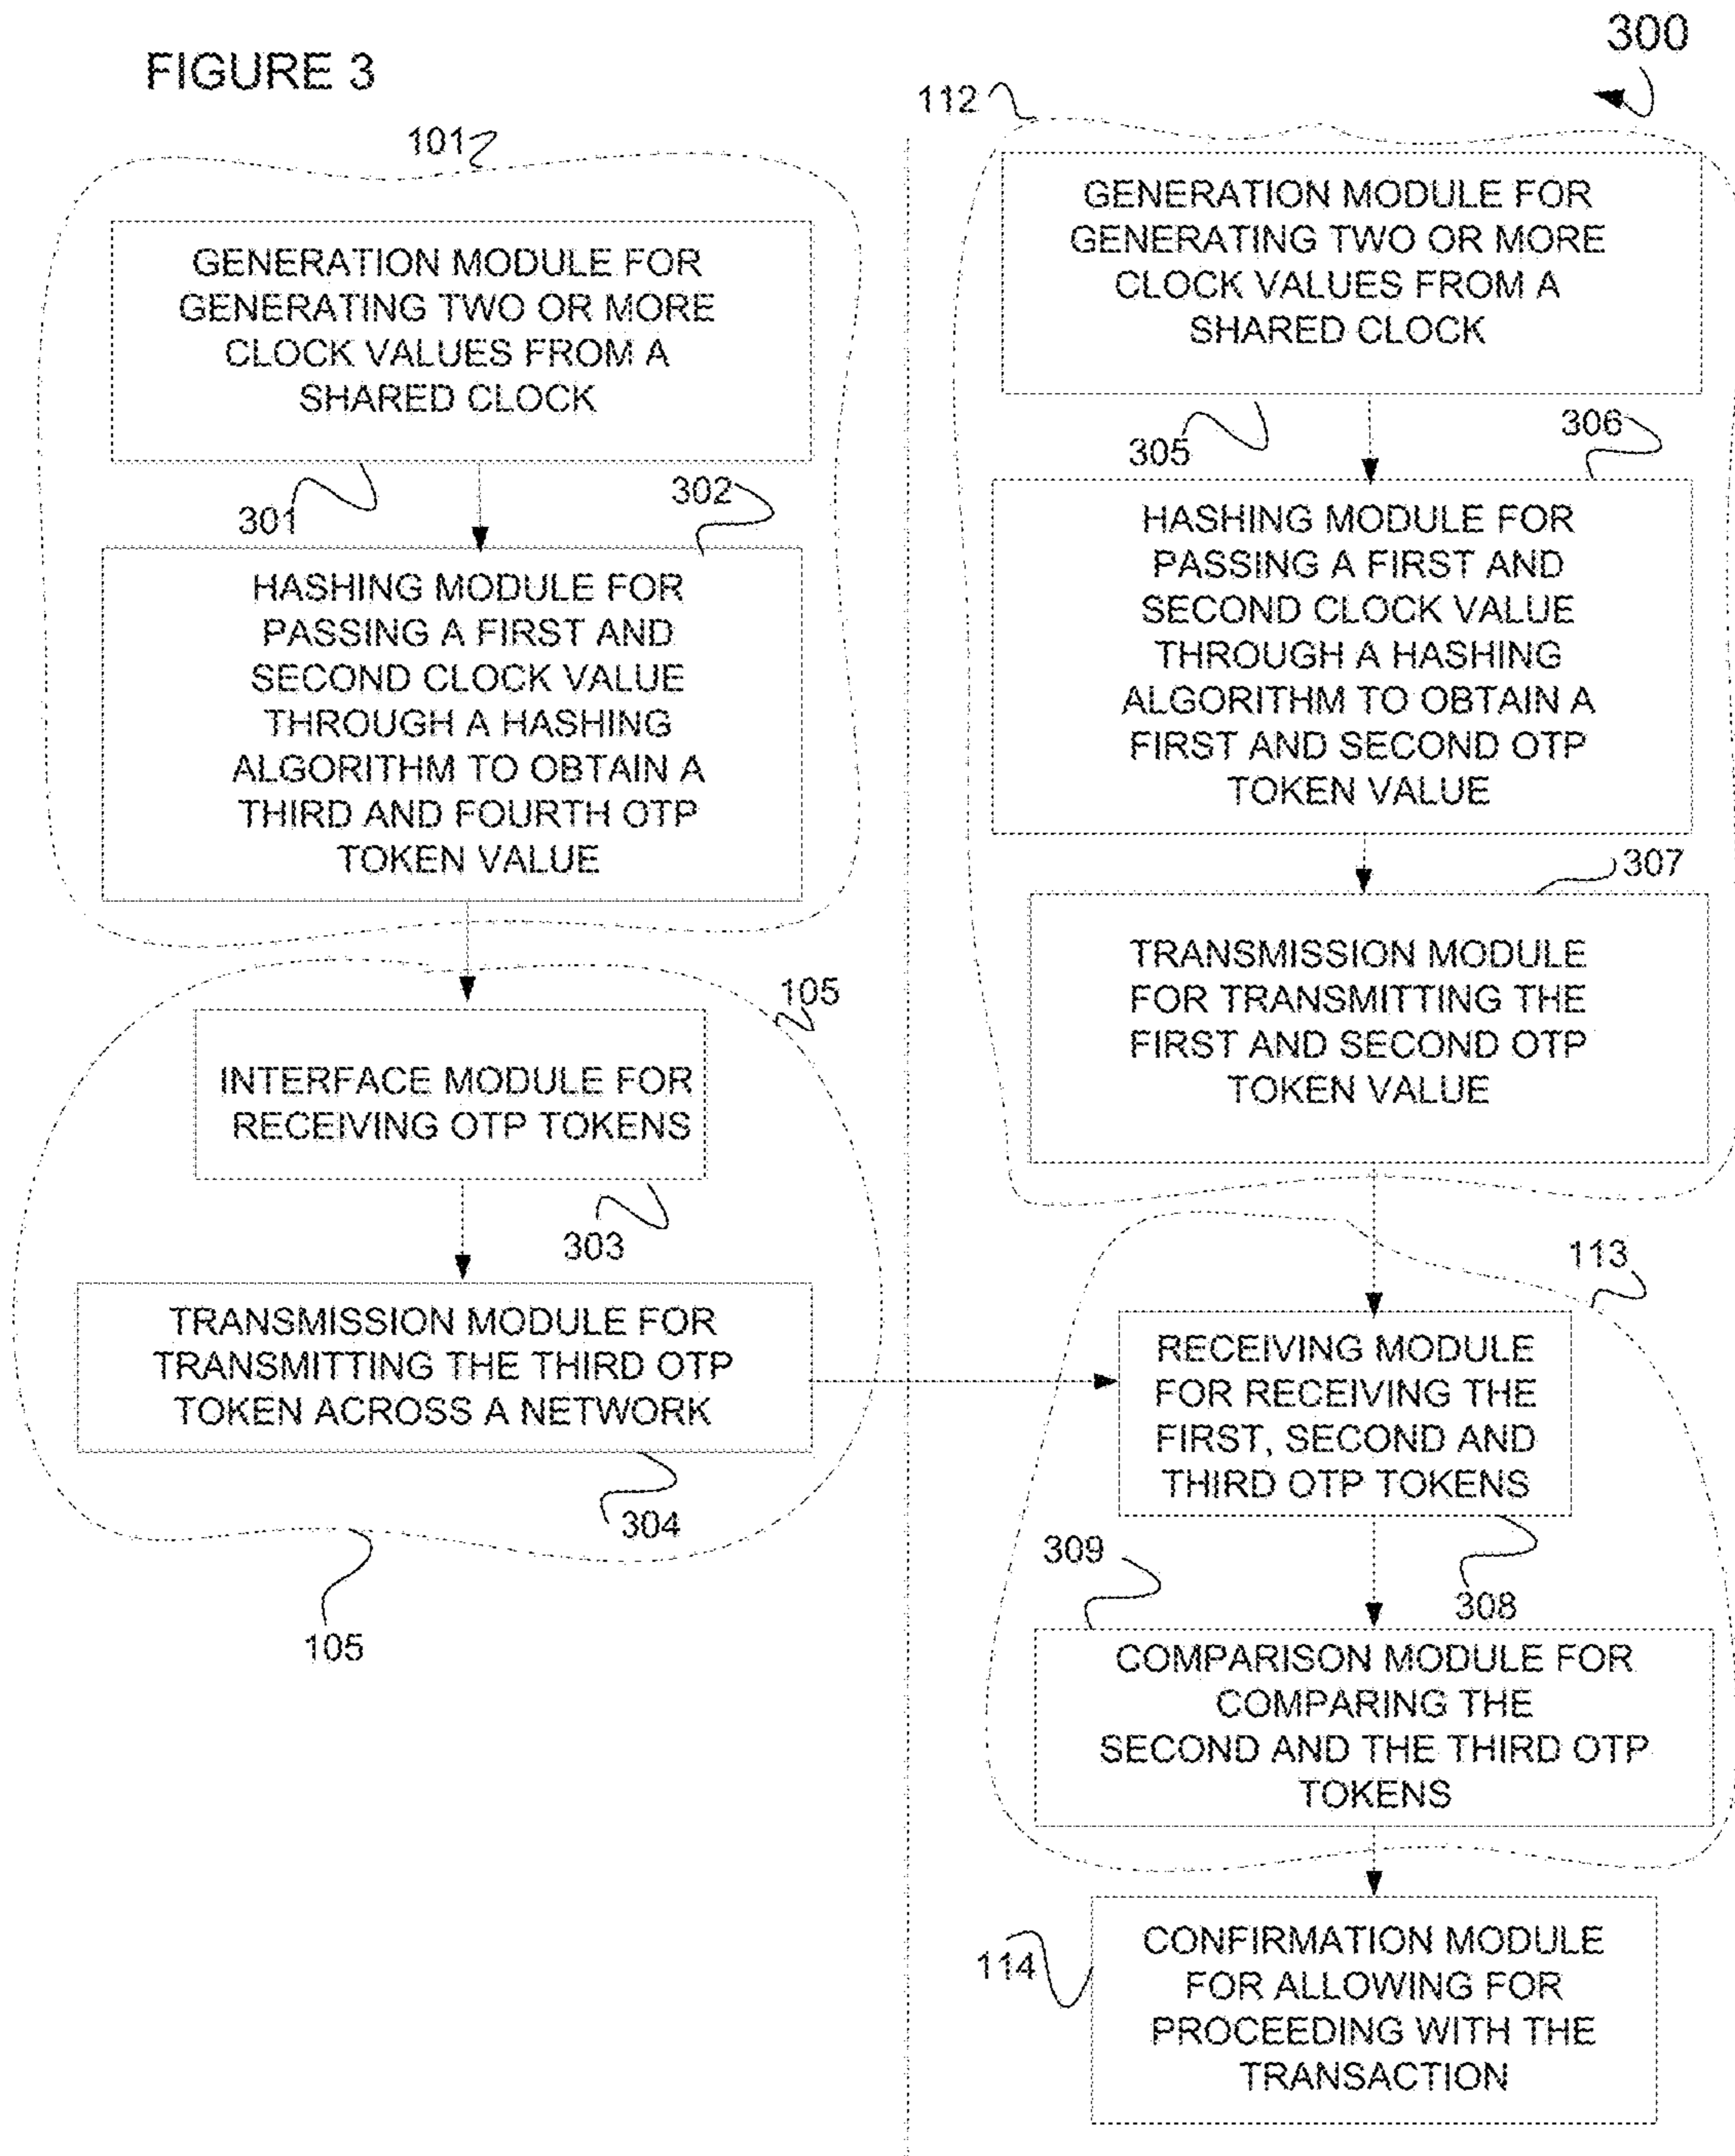 FIGURE 3
300
101
GENERATION MODULE FOR
GENERATING TWO OR MORE
CLOCK VALUES FROM A
SHARED CLOCK
301
302
HASHING MODULE FOR
PASSING A FIRST AND
SECOND CLOCK VALUE
THROUGH A HASHING
ALGORITHM TO OBTAIN A
THIRD AND FOURTH OTP
TOKEN VALUE
105
INTERFACE MODULE FOR
RECEIVING OTP TOKENS
303
TRANSMISSION MODULE FOR
TRANSMITTING THE THIRD OTP
TOKEN ACROSS A NETWORK
304
105
112
GENERATION MODULE FOR
GENERATING TWO OR MORE
CLOCK VALUES FROM A
SHARED CLOCK
305
306
HASHING MODULE FOR
PASSING A FIRST AND
SECOND CLOCK VALUE
THROUGH A HASHING
ALGORITHM TO OBTAIN A
FIRST AND SECOND OTP
TOKEN VALUE
307
TRANSMISSION MODULE
FOR TRANSMITTING THE
FIRST AND SECOND OTP
TOKEN VALUE
113
RECEIVING MODULE
FOR RECEIVING THE
FIRST, SECOND AND
THIRD OTP TOKENS
309
308
COMPARISON MODULE FOR
COMPARING THE
SECOND AND THE THIRD OTP
TOKENS
114
CONFIRMATION MODULE
FOR ALLOWING FOR
PROCEEDING WITH THE
TRANSACTION